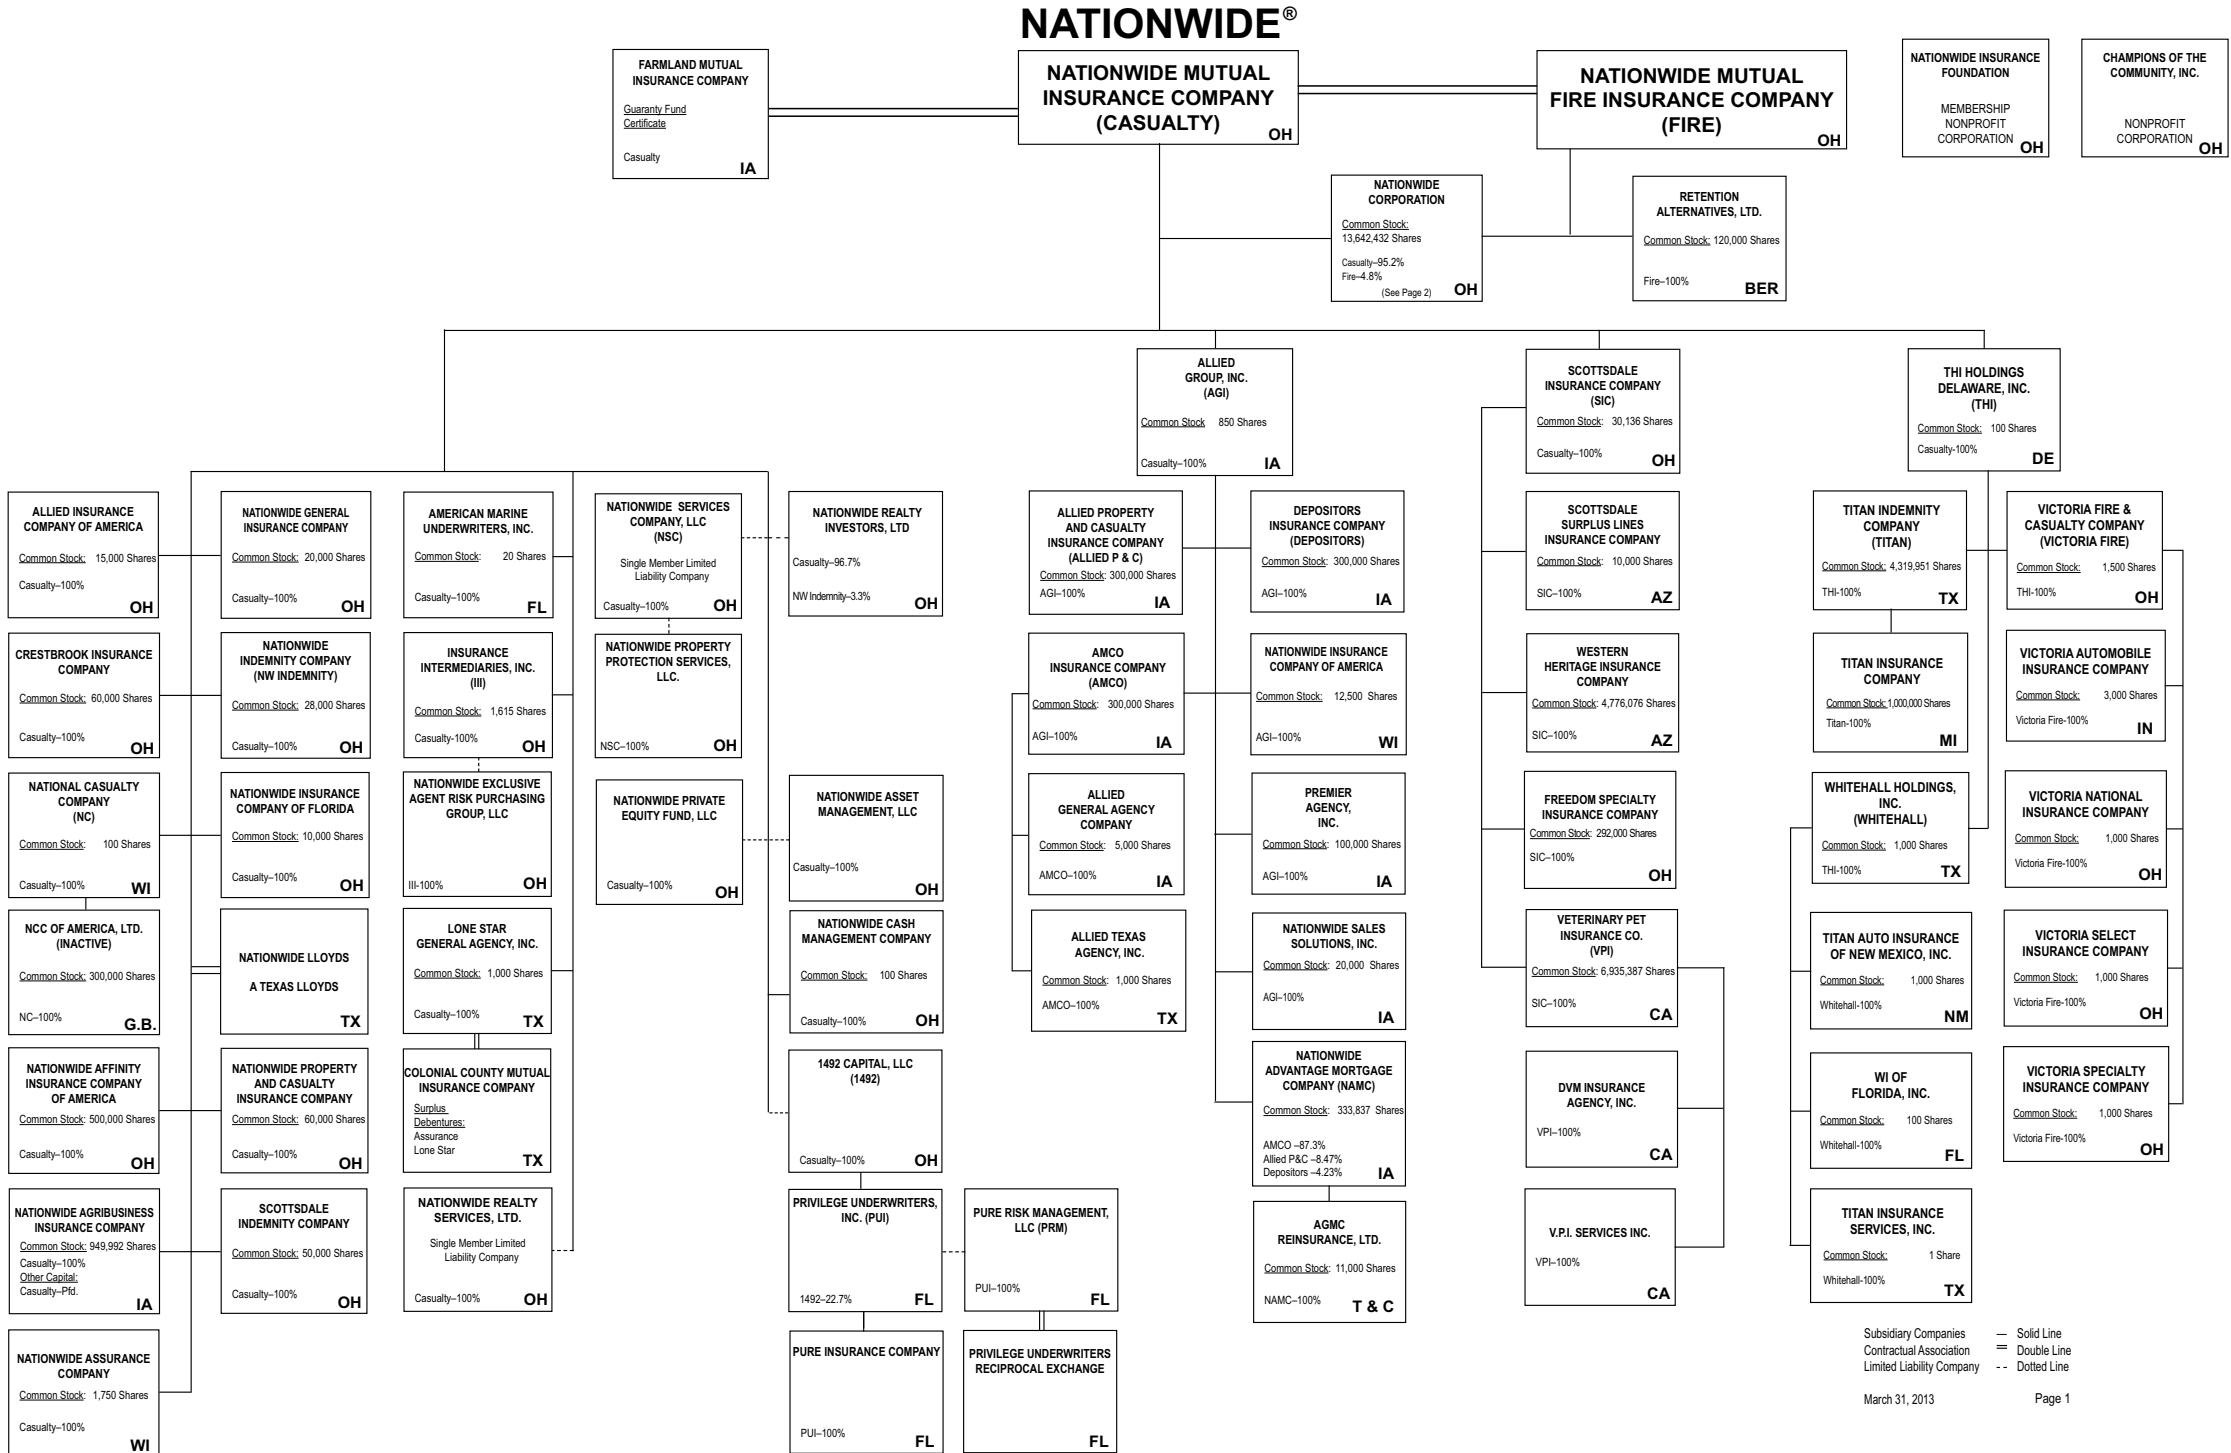 NATIONWIDE®
FARMLAND MUTUAL
INSURANCE COMPANY
Guaranty Fund
Certificate
Casualty
IA
NATIONWIDE MUTUAL
INSURANCE COMPANY
(CASUALTY)
OH
NATIONWIDE MUTUAL
FIRE INSURANCE COMPANY
(FIRE)
OH
NATIONWIDE INSURANCE
FOUNDATION
MEMBERSHIP
NONPROFIT
CORPORATION
OH
CHAMPIONS OF THE
COMMUNITY, INC.
NONPROFIT
CORPORATION
OH
NATIONWIDE
CORPORATION
Common Stock:
13,642,432 Shares
Casualty–95.2%
Fire–4.8%
(See Page 2)
OH
RETENTION
ALTERNATIVES, LTD.
Common Stock: 120,000 Shares
Fire–100%
BER
ALLIED
GROUP, INC.
(AGI)
Common Stock 850 Shares
Casualty–100%
IA
SCOTTSDALE
INSURANCE COMPANY
(SIC)
Common Stock: 30,136 Shares
Casualty–100%
OH
THI HOLDINGS
DELAWARE, INC.
(THI)
Common Stock: 100 Shares
Casualty-100%
DE
ALLIED INSURANCE
COMPANY OF AMERICA
Common Stock: 15,000 Shares
Casualty–100%
OH
NATIONWIDE GENERAL
INSURANCE COMPANY
Common Stock: 20,000 Shares
Casualty–100%
OH
AMERICAN MARINE
UNDERWRITERS, INC.
Common Stock: 20 Shares
Casualty–100%
FL
NATIONWIDE SERVICES
COMPANY, LLC
(NSC)
Single Member Limited
Liability Company
Casualty–100%
OH
NATIONWIDE REALTY
INVESTORS, LTD
Casualty–96.7%
NW Indemnity–3.3%
OH
ALLIED PROPERTY
AND CASUALTY
INSURANCE COMPANY
(ALLIED P & C)
Common Stock: 300,000 Shares
AGI–100%
IA
DEPOSITORS
INSURANCE COMPANY
(DEPOSITORS)
Common Stock: 300,000 Shares
AGI–100%
IA
SCOTTSDALE
SURPLUS LINES
INSURANCE COMPANY
Common Stock: 10,000 Shares
SIC–100%
AZ
TITAN INDEMNITY
COMPANY
(TITAN)
Common Stock: 4,319,951 Shares
THI-100%
TX
VICTORIA FIRE &
CASUALTY COMPANY
(VICTORIA FIRE)
Common Stock: 1,500 Shares
THI-100%
OH
CRESTBROOK INSURANCE
COMPANY
Common Stock: 60,000 Shares
Casualty–100%
OH
NATIONWIDE
INDEMNITY COMPANY
(NW INDEMNITY)
Common Stock: 28,000 Shares
Casualty–100%
OH
INSURANCE
INTERMEDIARIES, INC.
(III)
Common Stock: 1,615 Shares
Casualty-100%
OH
NATIONWIDE PROPERTY
PROTECTION SERVICES,
LLC.
NSC–100%
OH
AMCO
INSURANCE COMPANY
(AMCO)
Common Stock: 300,000 Shares
AGI–100%
IA
NATIONWIDE INSURANCE
COMPANY OF AMERICA
Common Stock: 12,500 Shares
AGI–100%
WI
WESTERN
HERITAGE INSURANCE
COMPANY
Common Stock: 4,776,076 Shares
SIC–100%
AZ
TITAN INSURANCE
COMPANY
Common Stock: 1,000,000 Shares
Titan-100%
MI
VICTORIA AUTOMOBILE
INSURANCE COMPANY
Common Stock: 3,000 Shares
Victoria Fire-100%
IN
NATIONAL CASUALTY
COMPANY
(NC)
Common Stock: 100 Shares
Casualty–100%
WI
NATIONWIDE INSURANCE
COMPANY OF FLORIDA
Common Stock: 10,000 Shares
Casualty–100%
OH
NATIONWIDE EXCLUSIVE
AGENT RISK PURCHASING
GROUP, LLC
III-100%
OH
NATIONWIDE PRIVATE
EQUITY FUND, LLC
Casualty–100%
OH
NATIONWIDE ASSET
MANAGEMENT, LLC
Casualty–100%
OH
ALLIED
GENERAL AGENCY
COMPANY
Common Stock: 5,000 Shares
AMCO–100%
IA
PREMIER
AGENCY,
INC.
Common Stock: 100,000 Shares
AGI–100%
IA
FREEDOM SPECIALTY
INSURANCE COMPANY
Common Stock: 292,000 Shares
SIC–100%
OH
WHITEHALL HOLDINGS,
INC.
(WHITEHALL)
Common Stock: 1,000 Shares
THI-100%
TX
VICTORIA NATIONAL
INSURANCE COMPANY
Common Stock: 1,000 Shares
Victoria Fire-100%
OH
NCC OF AMERICA, LTD.
(INACTIVE)
Common Stock: 300,000 Shares
NC–100%
G.B.
NATIONWIDE LLOYDS
A TEXAS LLOYDS
TX
LONE STAR
GENERAL AGENCY, INC.
Common Stock: 1,000 Shares
Casualty–100%
TX
NATIONWIDE CASH
MANAGEMENT COMPANY
Common Stock: 100 Shares
Casualty–100%
OH
ALLIED TEXAS
AGENCY, INC.
Common Stock: 1,000 Shares
AMCO–100%
TX
NATIONWIDE SALES
SOLUTIONS, INC.
Common Stock: 20,000 Shares
AGI–100%
IA
VETERINARY PET
INSURANCE CO.
(VPI)
Common Stock: 6,935,387 Shares
SIC–100%
CA
TITAN AUTO INSURANCE
OF NEW MEXICO, INC.
Common Stock: 1,000 Shares
Whitehall-100%
NM
VICTORIA SELECT
INSURANCE COMPANY
Common Stock: 1,000 Shares
Victoria Fire-100%
OH
NATIONWIDE AFFINITY
INSURANCE COMPANY
OF AMERICA
Common Stock: 500,000 Shares
Casualty–100%
OH
NATIONWIDE PROPERTY
AND CASUALTY
INSURANCE COMPANY
Common Stock: 60,000 Shares
Casualty–100%
OH
COLONIAL COUNTY MUTUAL
INSURANCE COMPANY
Surplus
Debentures:
Assurance
Lone Star
TX
1492 CAPITAL, LLC
(1492)
Casualty–100%
OH
NATIONWIDE
ADVANTAGE MORTGAGE
COMPANY (NAMC)
Common Stock: 333,837 Shares
AMCO –87.3%
Allied P&C –8.47%
Depositors –4.23%
IA
DVM INSURANCE
AGENCY, INC.
VPI–100%
CA
WI OF
FLORIDA, INC.
Common Stock: 100 Shares
Whitehall-100%
FL
VICTORIA SPECIALTY
INSURANCE COMPANY
Common Stock: 1,000 Shares
Victoria Fire-100%
OH
NATIONWIDE AGRIBUSINESS
INSURANCE COMPANY
Common Stock: 949,992 Shares
Casualty–100%
Other Capital:
Casualty–Pfd.
IA
SCOTTSDALE
INDEMNITY COMPANY
Common Stock: 50,000 Shares
Casualty–100%
OH
NATIONWIDE REALTY
SERVICES, LTD.
Single Member Limited
Liability Company
Casualty–100%
OH
PRIVILEGE UNDERWRITERS,
INC. (PUI)
1492–22.7%
FL
PURE RISK MANAGEMENT,
LLC (PRM)
PUI–100%
FL
AGMC
REINSURANCE, LTD.
Common Stock: 11,000 Shares
NAMC–100%
T & C
V.P.I. SERVICES INC.
VPI–100%
CA
TITAN INSURANCE
SERVICES, INC.
Common Stock: 1 Share
Whitehall-100%
TX
NATIONWIDE ASSURANCE
COMPANY
Common Stock: 1,750 Shares
Casualty–100%
WI
PURE INSURANCE COMPANY
PUI–100%
FL
PRIVILEGE UNDERWRITERS
RECIPROCAL EXCHANGE
FL
Subsidiary Companies — Solid Line
Contractual Association = Double Line
Limited Liability Company -- Dotted Line
March 31, 2013 Page 1